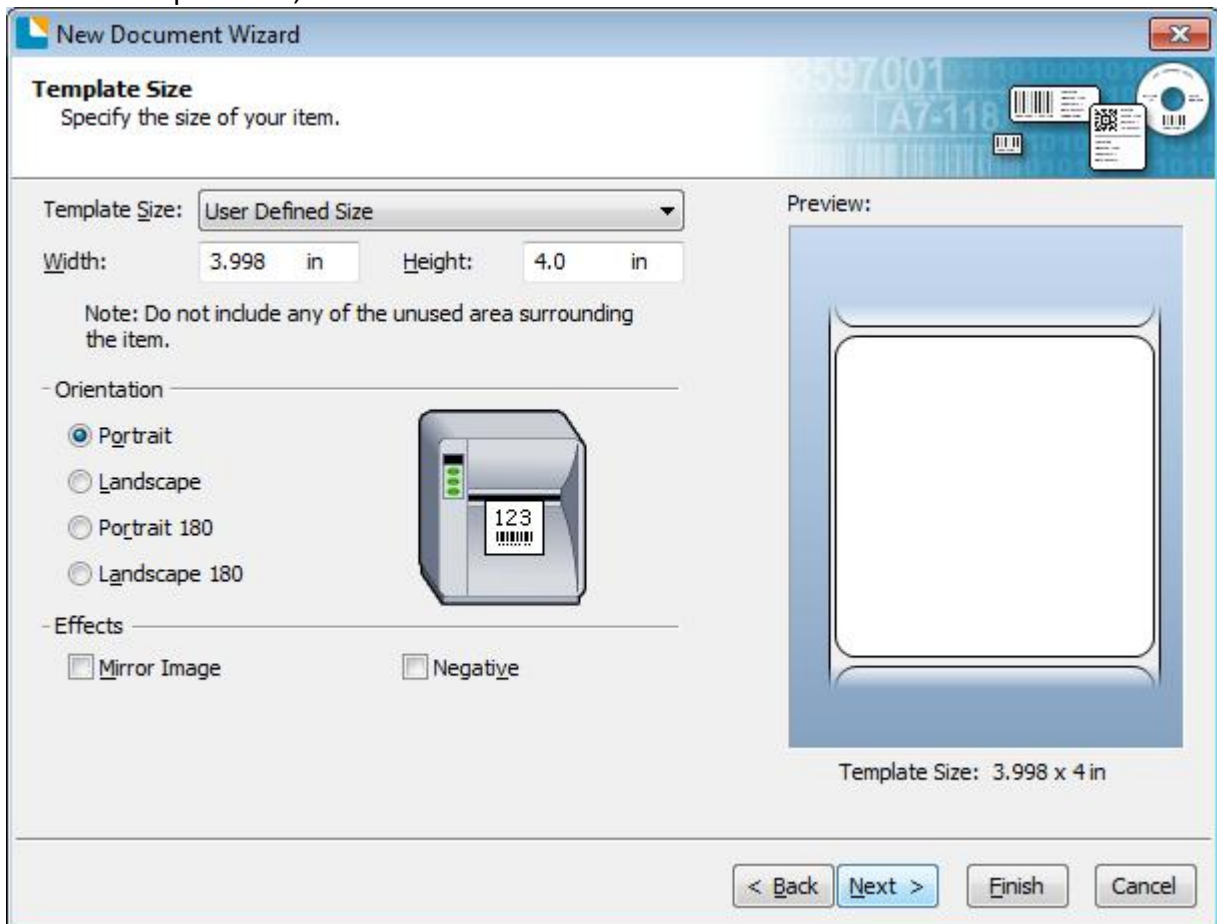 New Document Wizard
Template Size
Specify the size of your item.
3597001
A7-118
Template Size: User Defined Size
Preview:
Width: 3.998 in Height: 4.0 in
Note: Do not include any of the unused area surrounding
the item.
Orientation
Portrait
123
Landscape
Portrait 180
Landscape 180
Effects
Mirror Image Negative
Template Size: 3.998 x 4 in
< Back Next > Finish Cancel